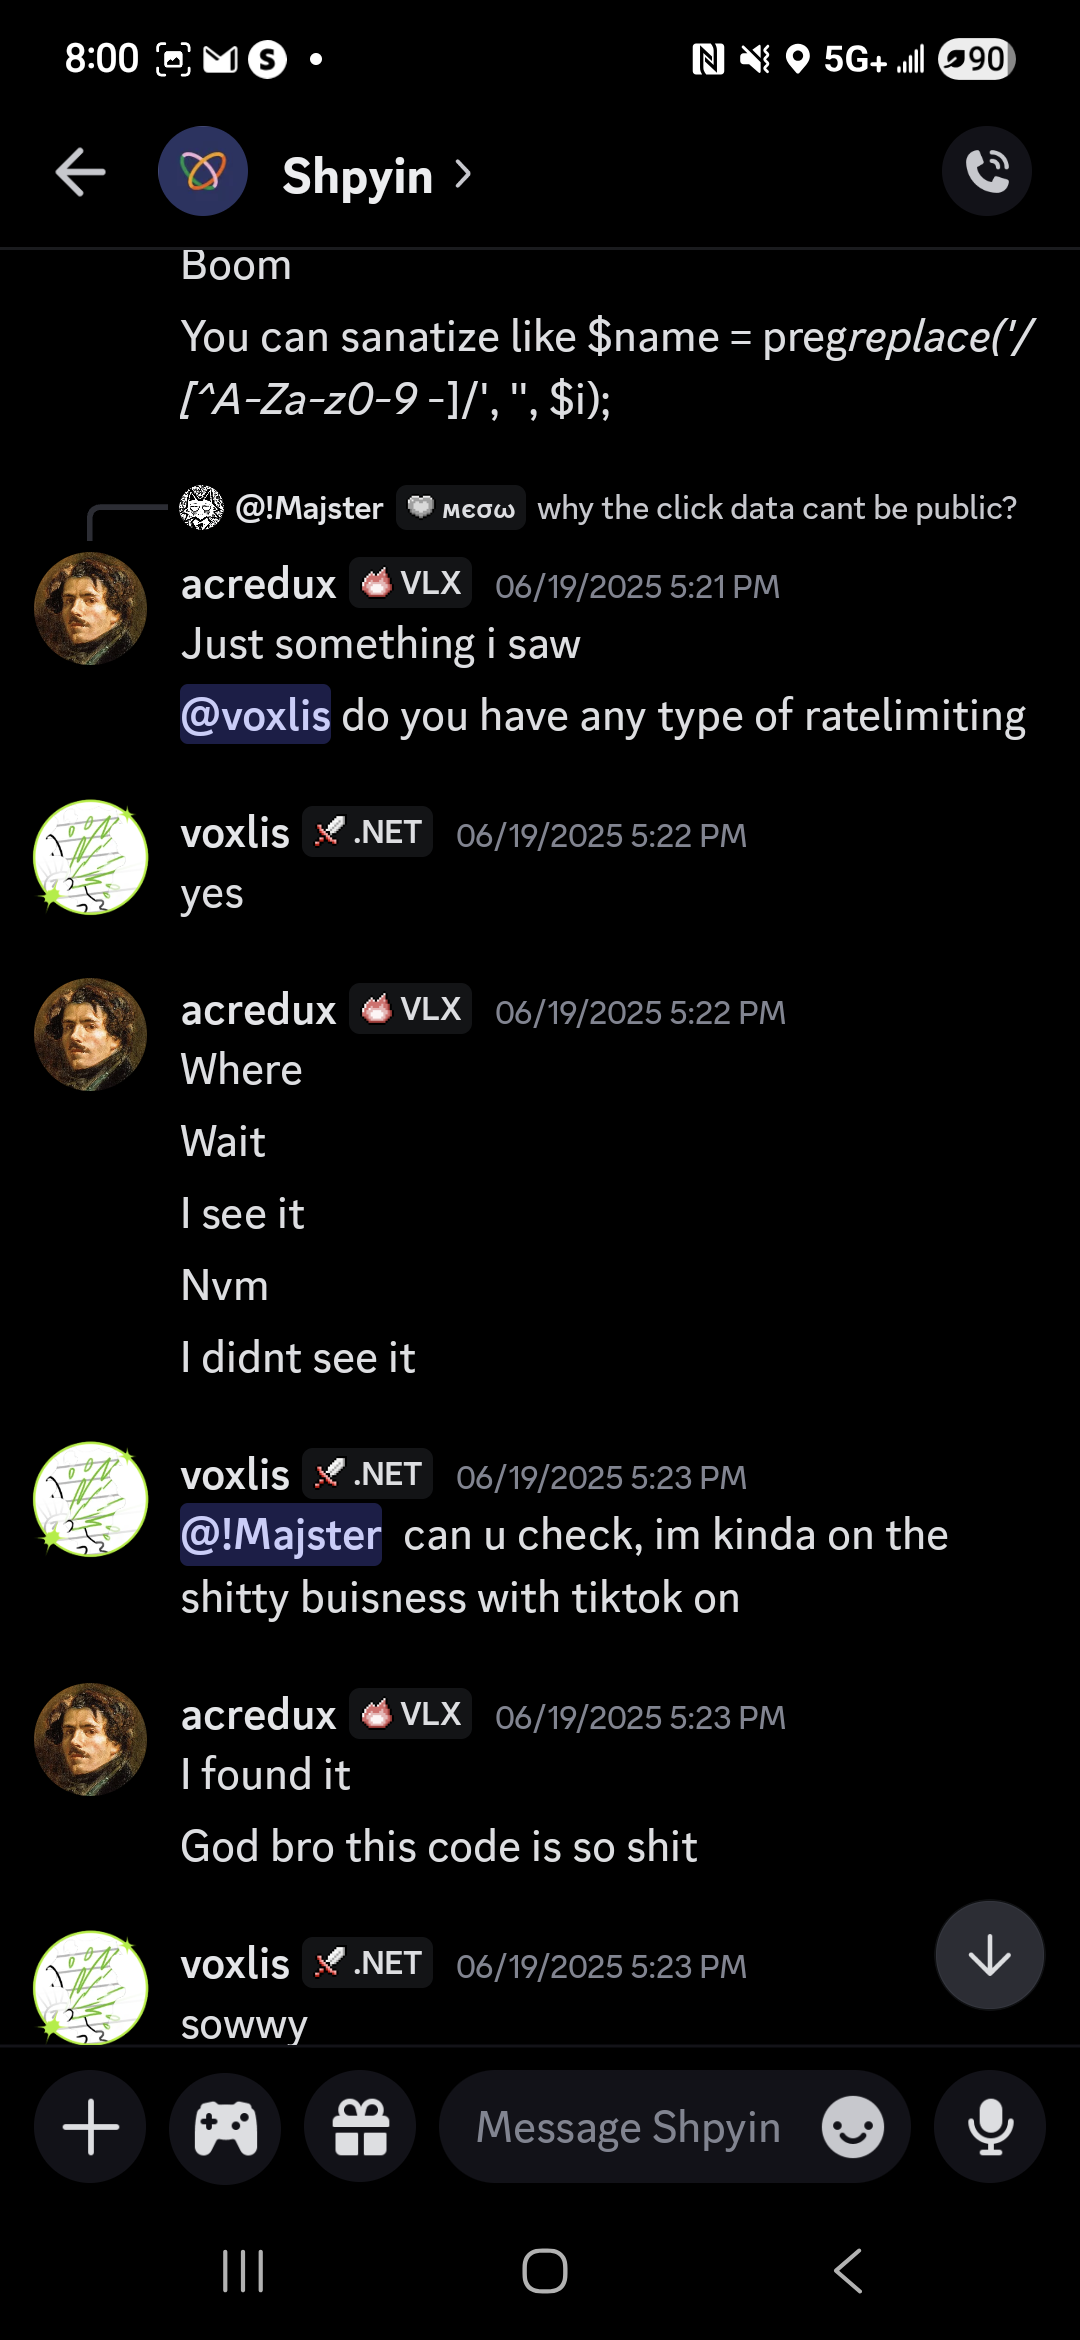 8:00 S 5G+ 90
Shpyin
Boom
You can sanatize like $name = pregreplace('/
[^A-Za-z0-9 -]/', '', $i);
@!Majster мєσω why the click data cant be public?
acredux VLX 06/19/2025 5:21 PM
Just something i saw
@voxlis do you have any type of ratelimiting
voxlis .NET 06/19/2025 5:22 PM
yes
acredux VLX 06/19/2025 5:22 PM
Where
Wait
I see it
Nvm
I didnt see it
voxlis .NET 06/19/2025 5:23 PM
@!Majster can u check, im kinda on the
shitty buisness with tiktok on
acredux VLX 06/19/2025 5:23 PM
I found it
God bro this code is so shit
voxlis .NET 06/19/2025 5:23 PM
sowwy
Message Shpyin